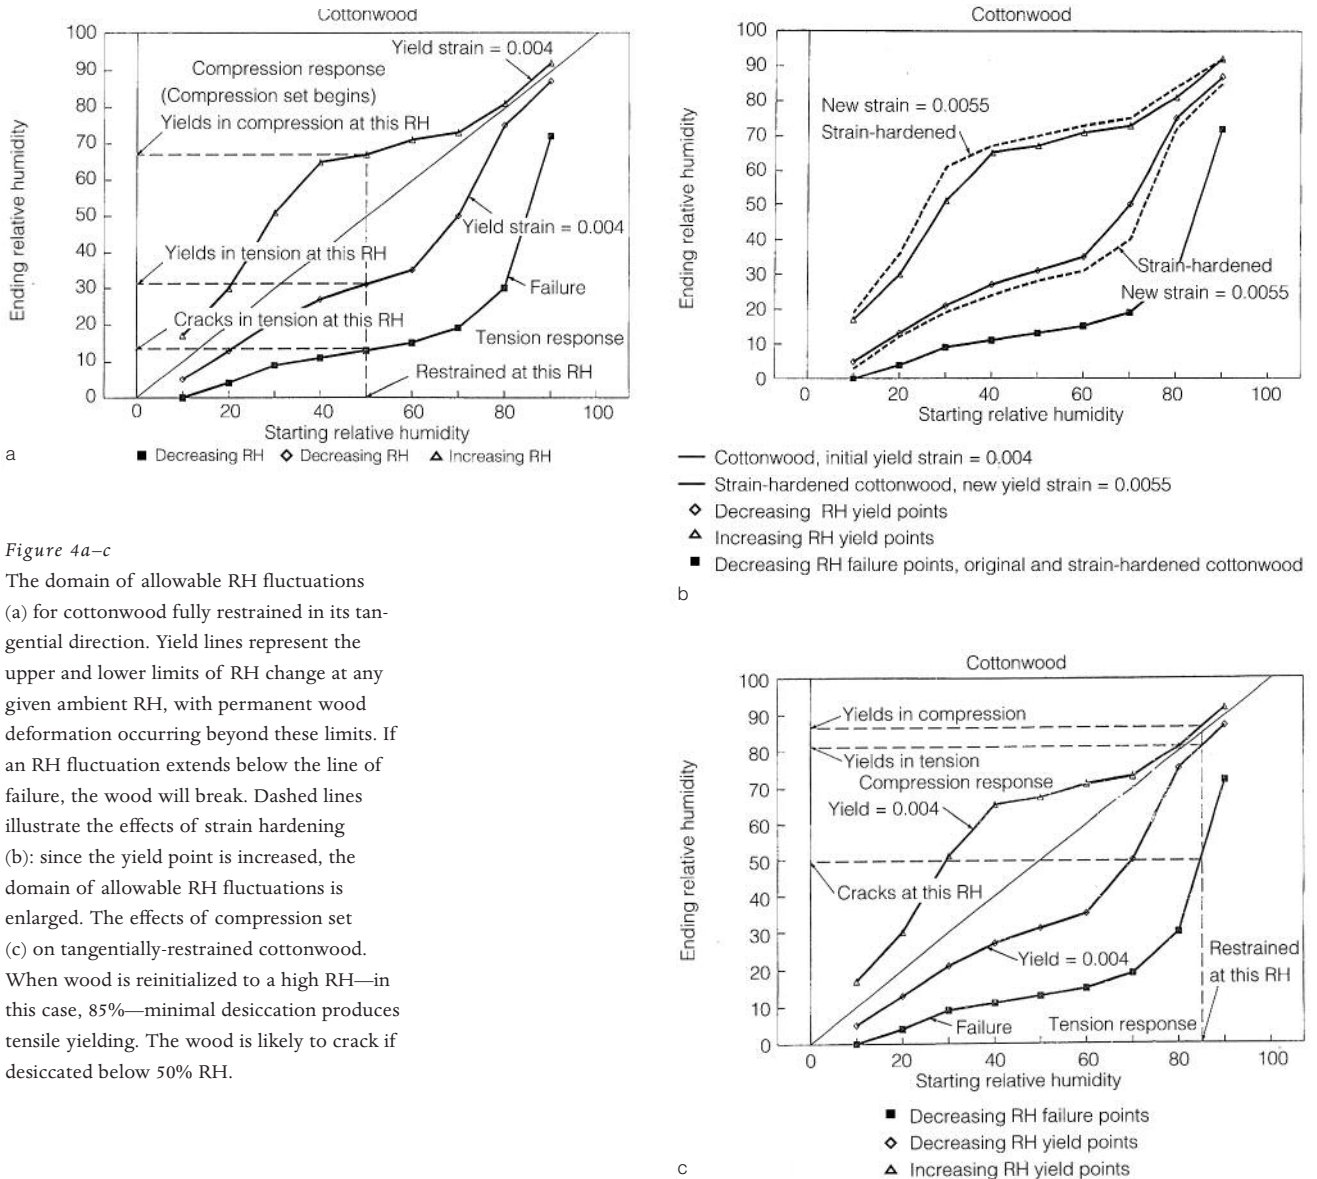 Cottonwood
100
90
80
70
60
50
40
30
20
10
0
Ending relative humidity
Yield strain = 0.004
Compression response
(Compression set begins)
Yields in compression at this RH
Yields in tension at this RH
Yield strain = 0.004
Cracks in tension at this RH
Failure
Tension response
Restrained at this RH
0 20 40 60 80 100
Starting relative humidity
■ Decreasing RH ◇ Decreasing RH △ Increasing RH
a
Cottonwood
100
90
80
70
60
50
40
30
20
10
0
Ending relative humidity
New strain = 0.0055
Strain-hardened
Strain-hardened
New strain = 0.0055
0 20 40 60 80 100
Starting relative humidity
— Cottonwood, initial yield strain = 0.004
— Strain-hardened cottonwood, new yield strain = 0.0055
◇ Decreasing RH yield points
△ Increasing RH yield points
■ Decreasing RH failure points, original and strain-hardened cottonwood
b
Figure 4a–c
The domain of allowable RH fluctuations
(a) for cottonwood fully restrained in its tan-
gential direction. Yield lines represent the
upper and lower limits of RH change at any
given ambient RH, with permanent wood
deformation occurring beyond these limits. If
an RH fluctuation extends below the line of
failure, the wood will break. Dashed lines
illustrate the effects of strain hardening
(b): since the yield point is increased, the
domain of allowable RH fluctuations is
enlarged. The effects of compression set
(c) on tangentially-restrained cottonwood.
When wood is reinitialized to a high RH—in
this case, 85%—minimal desiccation produces
tensile yielding. The wood is likely to crack if
desiccated below 50% RH.
Cottonwood
100
90
80
70
60
50
40
30
20
10
0
Ending relative humidity
Yields in compression
Yields in tension
Compression response
Yield = 0.004
Cracks at this RH
Yield = 0.004
Restrained
at this RH
Failure
Tension response
0 20 40 60 80 100
Starting relative humidity
■ Decreasing RH failure points
◇ Decreasing RH yield points
△ Increasing RH yield points
c